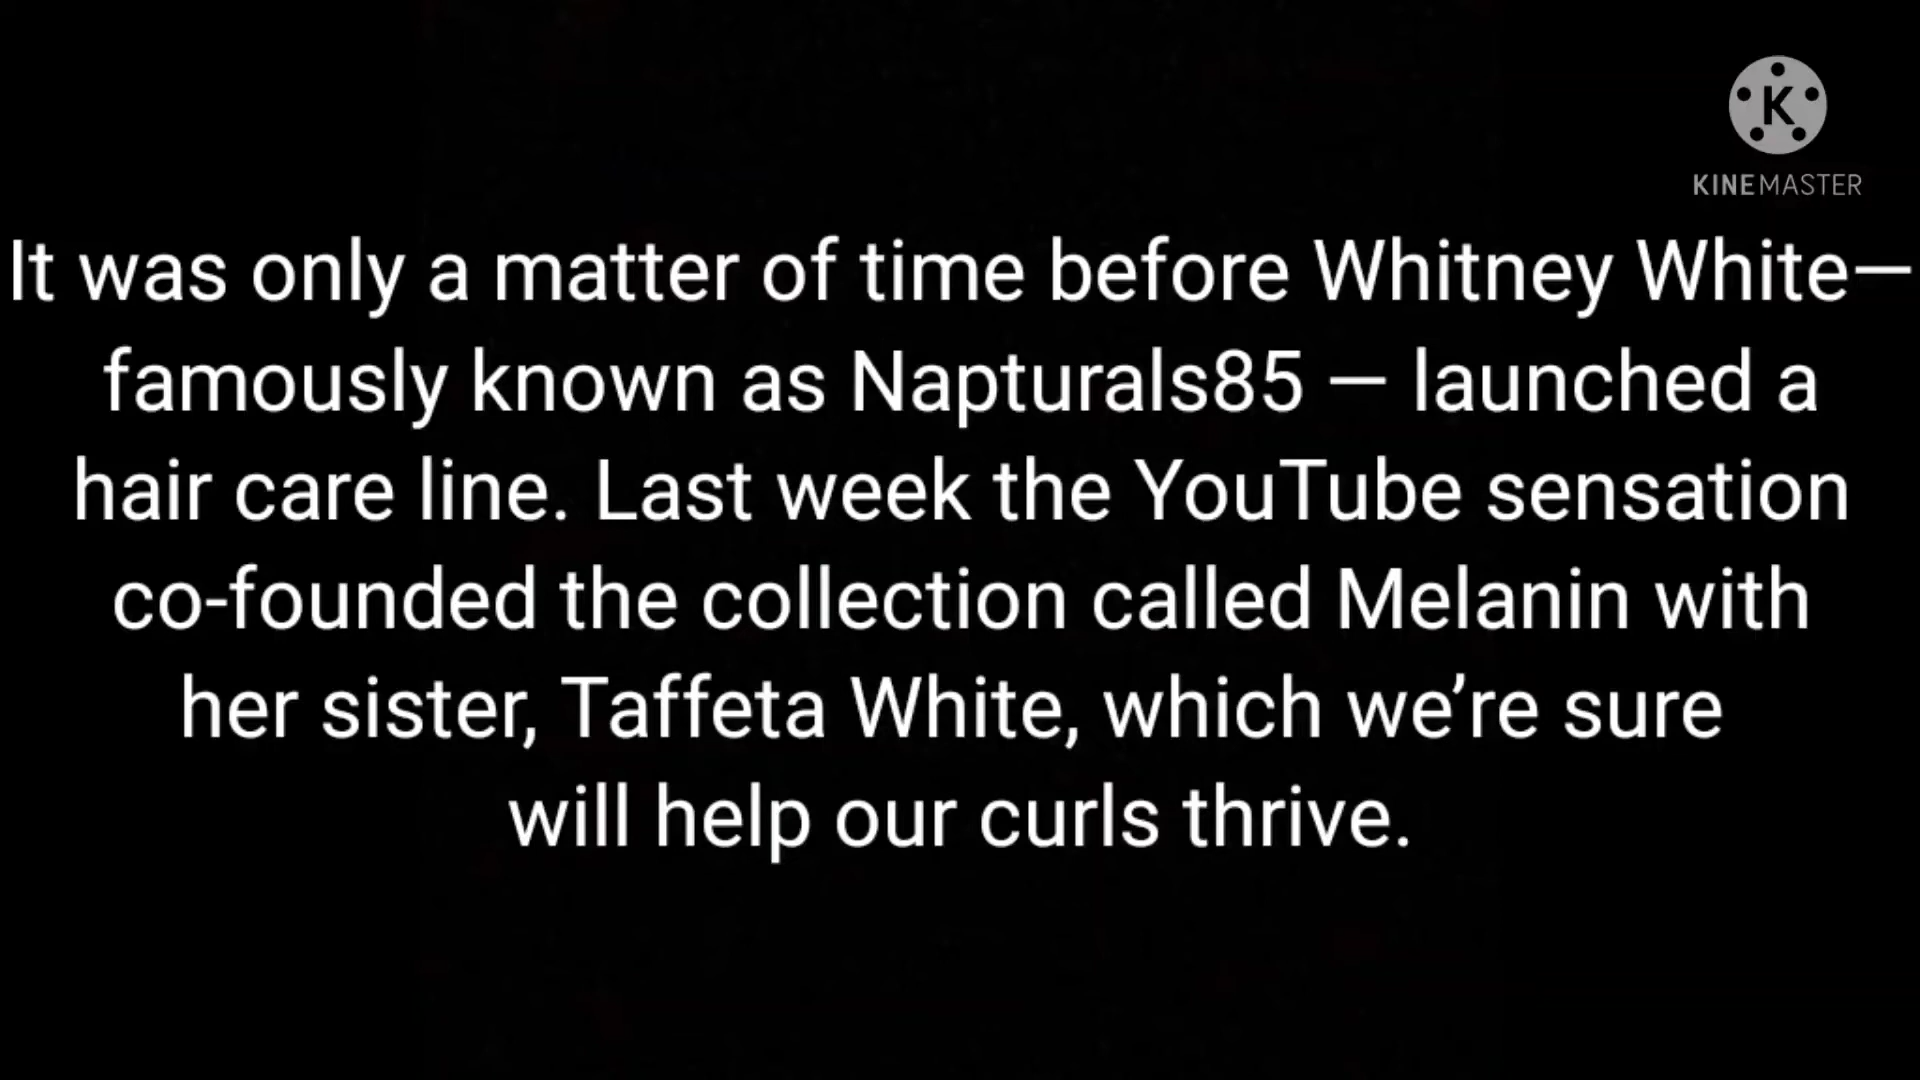 KINEMASTER
It was only a matter of time before Whitney White—
famously known as Napturals85 — launched a
hair care line. Last week the YouTube sensation
co-founded the collection called Melanin with
her sister, Taffeta White, which we’re sure
will help our curls thrive.